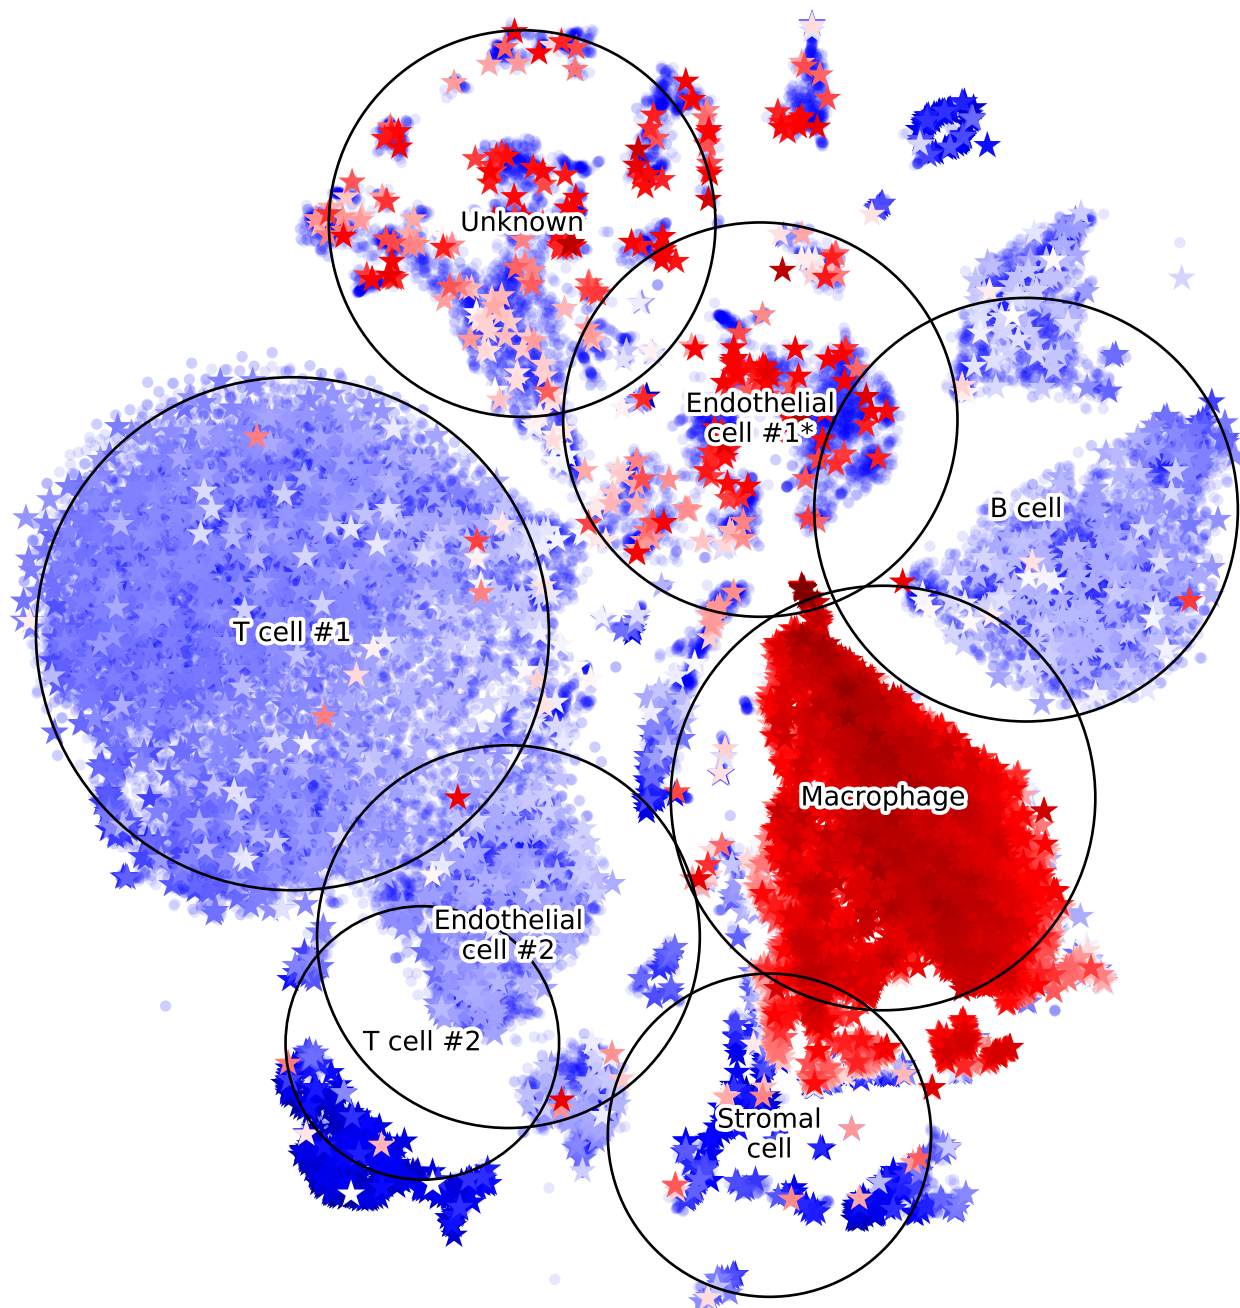 Unknown
Endothelial
cell #1*
B cell
T cell #1
Macrophage
Endothelial
cell #2
T cell #2
Stromal
cell